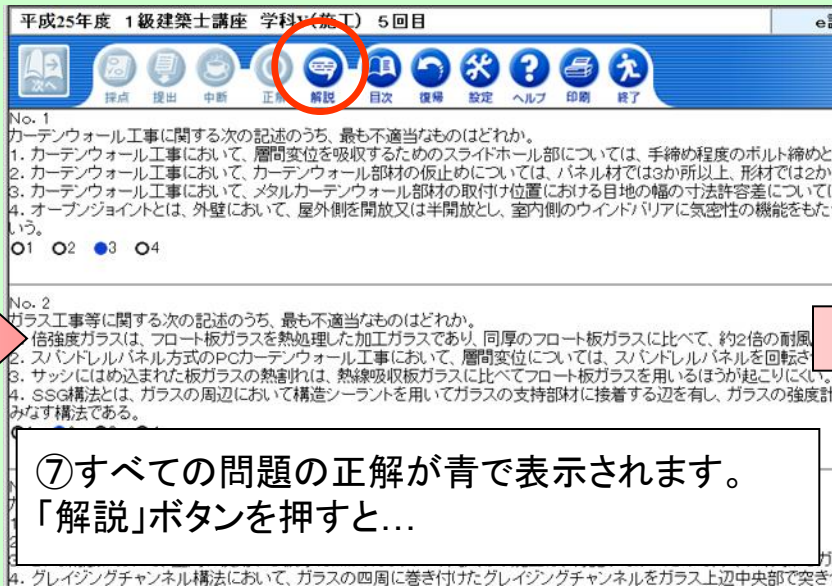 平成25年度 1級建築士講座 学科Ⅴ(施工) 5回目
次へ 採点 提出 中断 正解 解説 目次 復帰 設定 ヘルプ 印刷 終了
No. 1
カーテンウォール工事に関する次の記述のうち、最も不適当なものはどれか。
1. カーテンウォール工事において、層間変位を吸収するためのスライドホール部については、手締め程度のボルト締めと
2. カーテンウォール工事において、カーテンウォール部材の仮止めについては、パネル材では3か所以上、形材では2か
3. カーテンウォール工事において、メタルカーテンウォール部材の取付け位置における目地の幅の寸法許容差について
4. オープンジョイントとは、外壁において、屋外側を開放又は半開放とし、室内側のウインドバリアに気密性の機能をもた
いう。
1 2 3 4
No. 2
ガラス工事等に関する次の記述のうち、最も不適当なものはどれか。
倍強度ガラスは、フロート板ガラスを熱処理した加工ガラスであり、同厚のフロート板ガラスに比べて、約2倍の耐風
2. スパンドレルパネル方式のPCカーテンウォール工事において、層間変位については、スパンドレルパネルを回転さ
3. サッシにはめ込まれた板ガラスの熱割れは、熱線吸収板ガラスに比べてフロート板ガラスを用いるほうが起こりにくい。
4. SSG構法とは、ガラスの周辺において構造シーラントを用いてガラスの支持部材に接着する辺を有し、ガラスの強度計
みなす構法である。
⑦すべての問題の正解が青で表示されます。
「解説」ボタンを押すと…
4. グレイジングチャンネル構法において、ガラスの四周に巻き付けたグレイジングチャンネルをガラス上辺中央部で突き